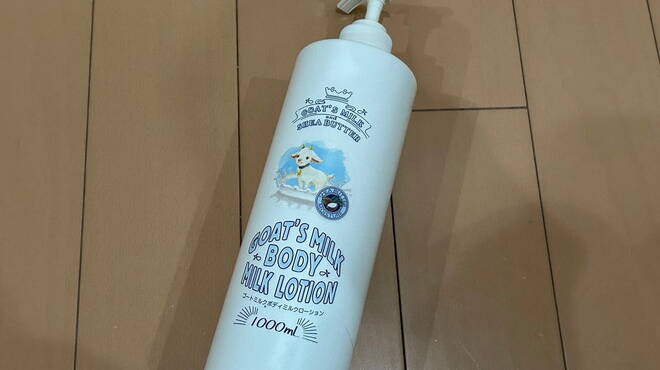 GOAT'S MILK
and
SHEA BUTTER
GOAT'S MILK
BODY
MILK LOTION
ゴートミルクボディミルクローション
1000ml